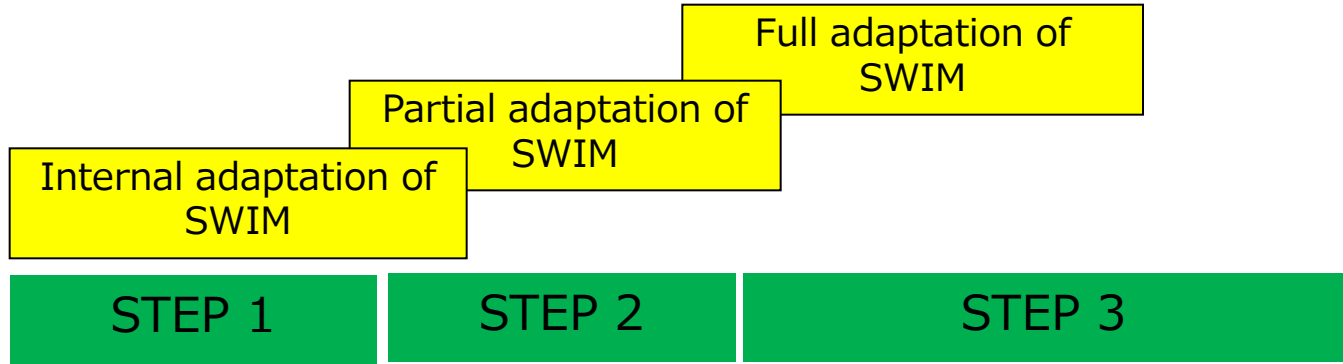 Full adaptation of
SWIM
Partial adaptation of
SWIM
Internal adaptation of
SWIM
STEP 1
STEP 2
STEP 3